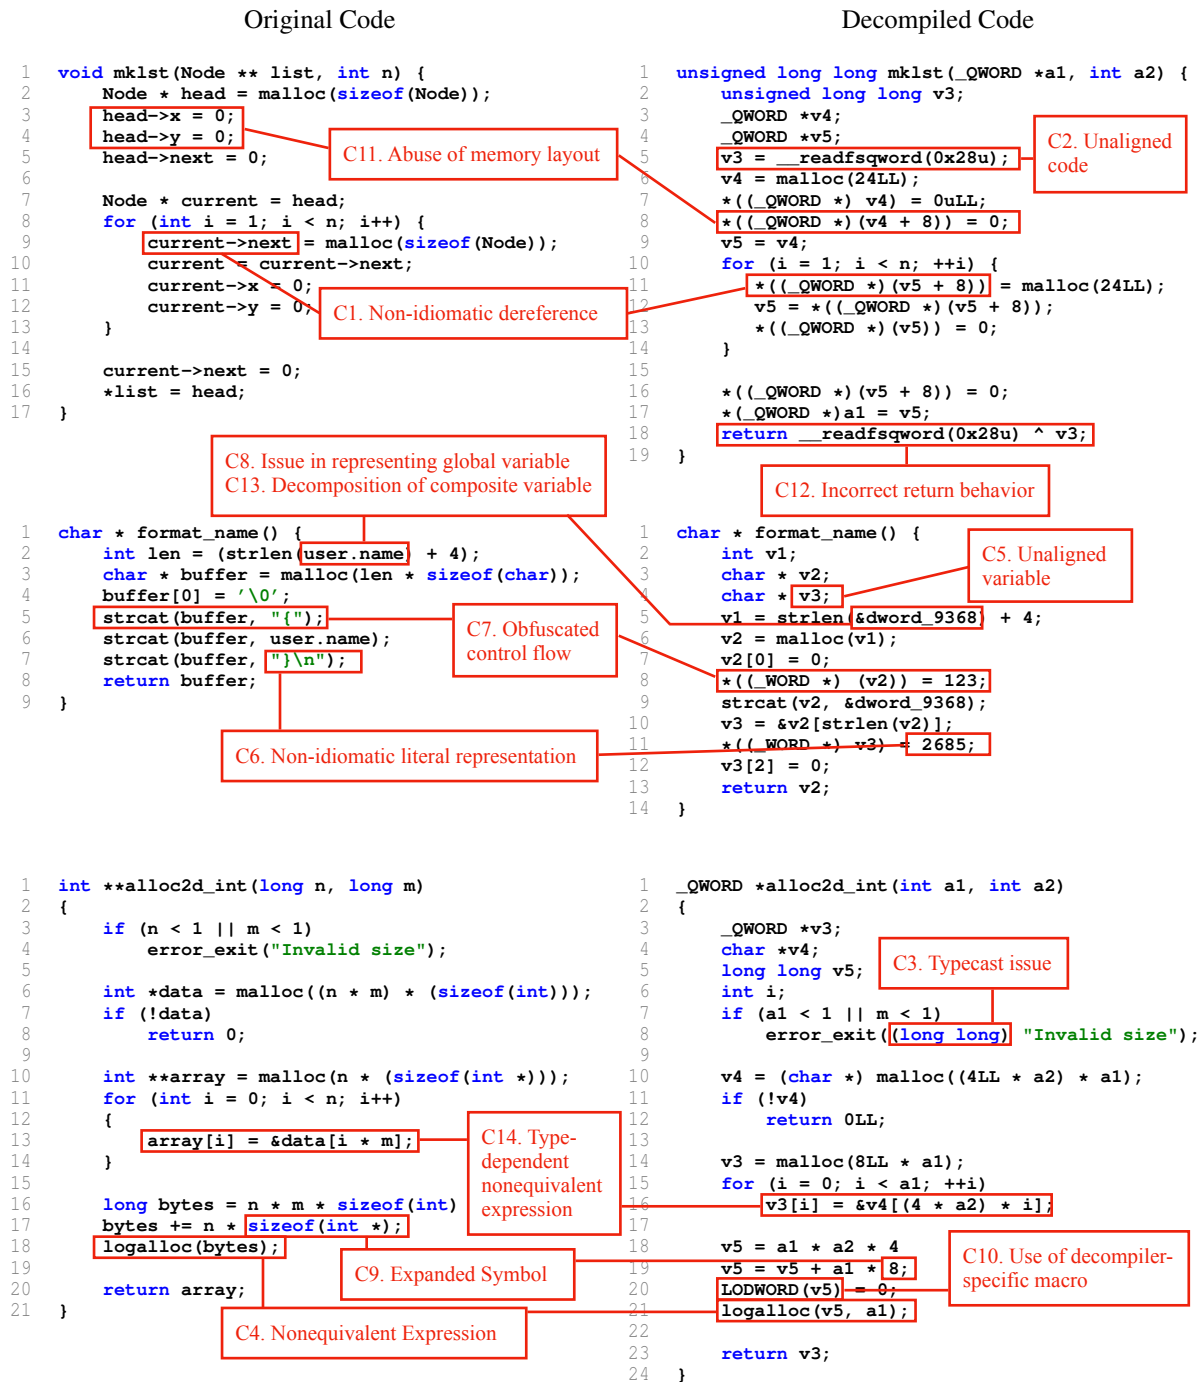 Original Code
1 void mklst(Node ** list, int n) {
2 Node * head = malloc(sizeof(Node));
3 head->x = 0;
4 head->y = 0;
5 head->next = 0;
6
7 Node * current = head;
8 for (int i = 1; i < n; i++) {
9 current->next = malloc(sizeof(Node));
10 current = current->next;
11 current->x = 0;
12 current->y = 0;
13 }
14
15 current->next = 0;
16 *list = head;
17 }
Decompiled Code
1 unsigned long long mklst(_QWORD *a1, int a2) {
2 unsigned long long v3;
3 _QWORD *v4;
4 _QWORD *v5;
5 v3 = __readfsqword(0x28u);
6 v4 = malloc(24LL);
7 *((_QWORD *) v4) = 0uLL;
8 *((_QWORD *)(v4 + 8)) = 0;
9 v5 = v4;
10 for (i = 1; i < n; ++i) {
11 *((_QWORD *)(v5 + 8)) = malloc(24LL);
12 v5 = *((_QWORD *)(v5 + 8));
13 *((_QWORD *)(v5)) = 0;
14 }
15
16 *((_QWORD *)(v5 + 8)) = 0;
17 *(_QWORD *)a1 = v5;
18 return __readfsqword(0x28u) ^ v3;
19 }
C11. Abuse of memory layout
C2. Unaligned
code
C1. Non-idiomatic dereference
C12. Incorrect return behavior
C8. Issue in representing global variable
C13. Decomposition of composite variable
1 char * format_name() {
2 int len = (strlen(user.name) + 4);
3 char * buffer = malloc(len * sizeof(char));
4 buffer[0] = '\0';
5 strcat(buffer, "{");
6 strcat(buffer, user.name);
7 strcat(buffer, "}\n");
8 return buffer;
9 }
1 char * format_name() {
2 int v1;
3 char * v2;
4 char * v3;
5 v1 = strlen(&dword_9368) + 4;
6 v2 = malloc(v1);
7 v2[0] = 0;
8 *((_WORD *) (v2)) = 123;
9 strcat(v2, &dword_9368);
10 v3 = &v2[strlen(v2)];
11 *((_WORD *) v3) = 2685;
12 v3[2] = 0;
13 return v2;
14 }
C5. Unaligned
variable
C7. Obfuscated
control flow
C6. Non-idiomatic literal representation
1 int **alloc2d_int(long n, long m)
2 {
3 if (n < 1 || m < 1)
4 error_exit("Invalid size");
5
6 int *data = malloc((n * m) * (sizeof(int)));
7 if (!data)
8 return 0;
9
10 int **array = malloc(n * (sizeof(int *)));
11 for (int i = 0; i < n; i++)
12 {
13 array[i] = &data[i * m];
14 }
15
16 long bytes = n * m * sizeof(int)
17 bytes += n * sizeof(int *);
18 logalloc(bytes);
19
20 return array;
21 }
1 _QWORD *alloc2d_int(int a1, int a2)
2 {
3 _QWORD *v3;
4 char *v4;
5 long long v5;
6 int i;
7 if (a1 < 1 || m < 1)
8 error_exit((long long) "Invalid size");
9
10 v4 = (char *) malloc((4LL * a2) * a1);
11 if (!v4)
12 return 0LL;
13
14 v3 = malloc(8LL * a1);
15 for (i = 0; i < a1; ++i)
16 v3[i] = &v4[(4 * a2) * i];
17
18 v5 = a1 * a2 * 4
19 v5 = v5 + a1 * 8;
20 LODWORD(v5) = 0;
21 logalloc(v5, a1);
22
23 return v3;
24 }
C3. Typecast issue
C14. Type-
dependent
nonequivalent
expression
C9. Expanded Symbol
C10. Use of decompiler-
specific macro
C4. Nonequivalent Expression